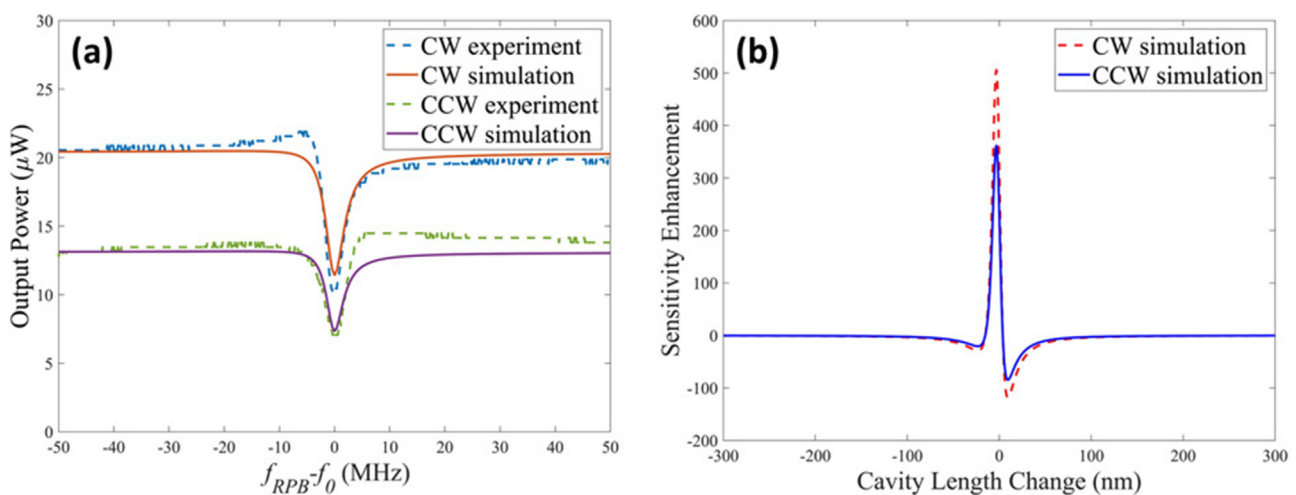 (a)
CW experiment
CW simulation
CCW experiment
CCW simulation
Output Power (μW)
30
25
20
15
10
5
0
-50 -40 -30 -20 -10 0 10 20 30 40 50
f_RPB-f_0 (MHz)
(b)
CW simulation
CCW simulation
Sensitivity Enhancement
600
500
400
300
200
100
0
-100
-200
-300 -200 -100 0 100 200 300
Cavity Length Change (nm)